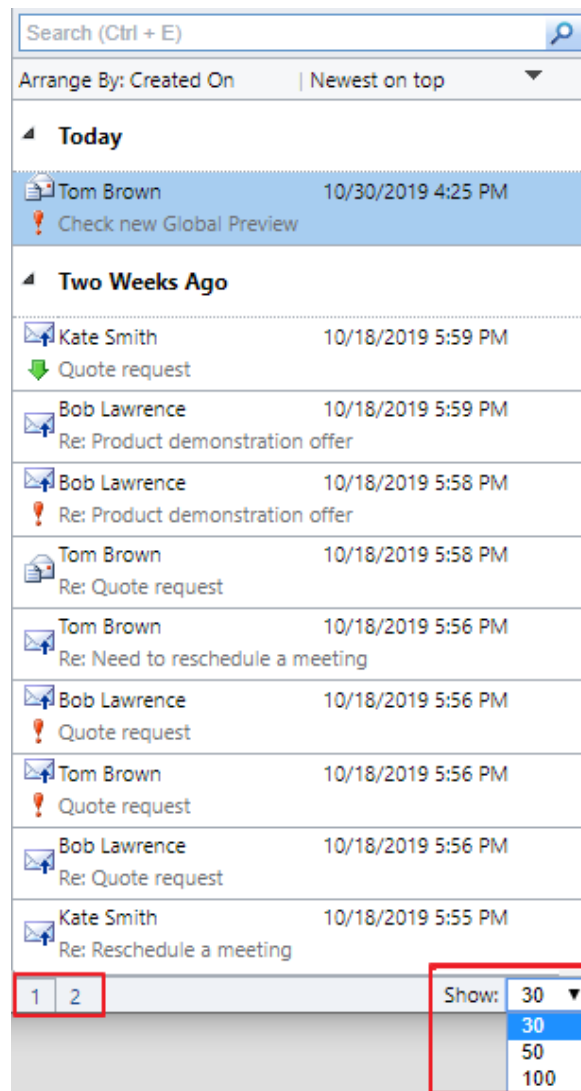 Search (Ctrl + E)
Arrange By: Created On | Newest on top
Today
Tom Brown 10/30/2019 4:25 PM
Check new Global Preview
Two Weeks Ago
Kate Smith 10/18/2019 5:59 PM
Quote request
Bob Lawrence 10/18/2019 5:59 PM
Re: Product demonstration offer
Bob Lawrence 10/18/2019 5:58 PM
Re: Product demonstration offer
Tom Brown 10/18/2019 5:58 PM
Re: Quote request
Tom Brown 10/18/2019 5:56 PM
Re: Need to reschedule a meeting
Bob Lawrence 10/18/2019 5:56 PM
Quote request
Tom Brown 10/18/2019 5:56 PM
Quote request
Bob Lawrence 10/18/2019 5:56 PM
Re: Quote request
Kate Smith 10/18/2019 5:55 PM
Re: Reschedule a meeting
1 2 Show: 30
30
50
100